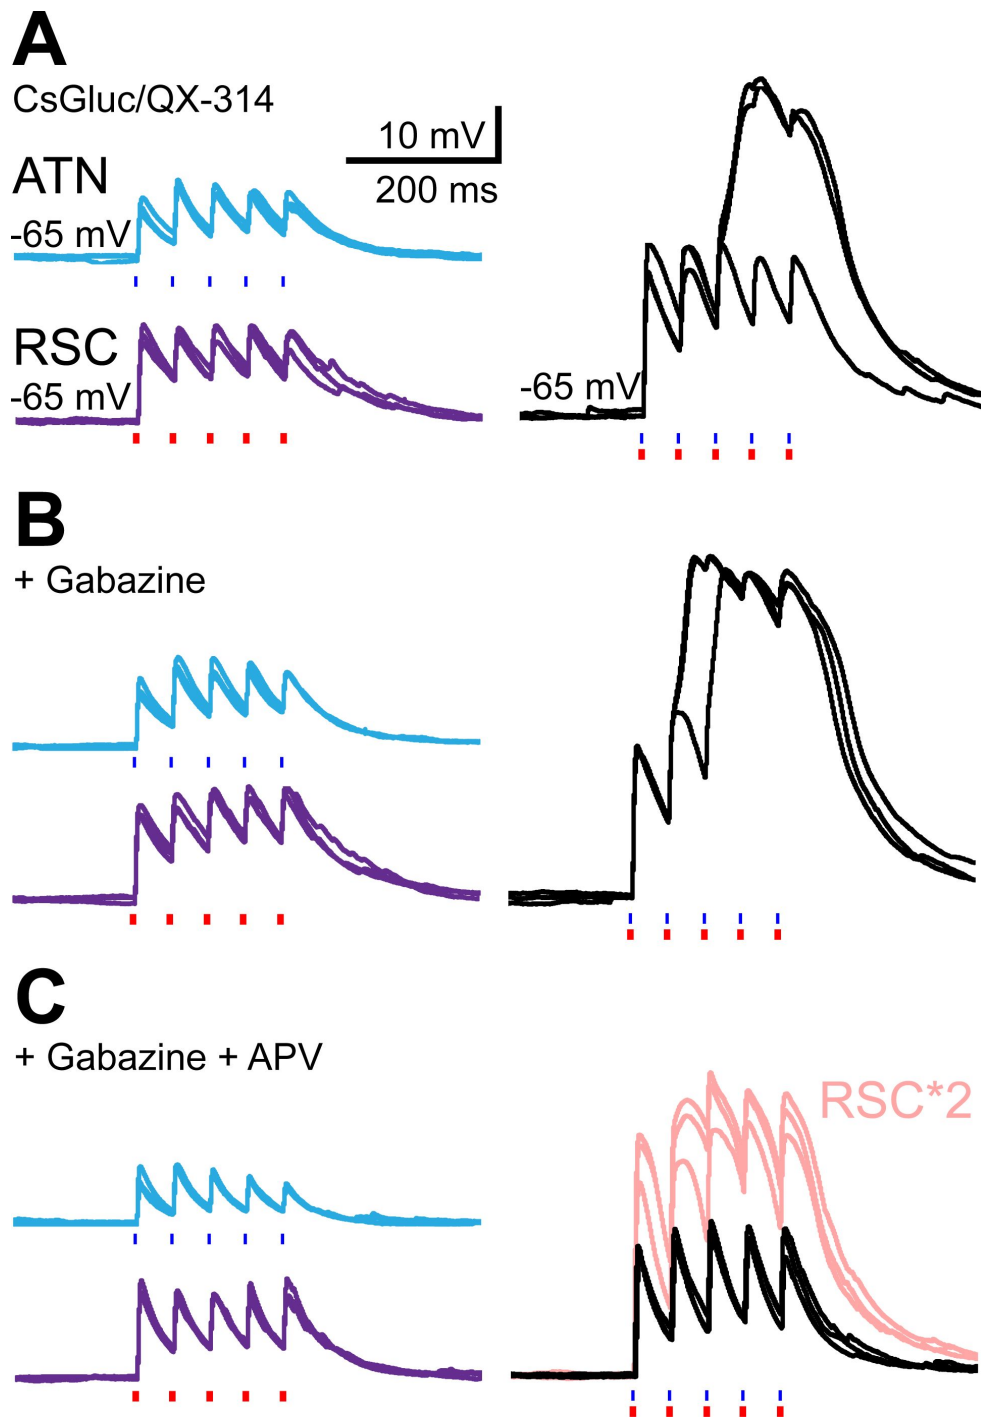 A
CsGluc/QX-314
10 mV
200 ms
ATN
-65 mV
RSC
-65 mV
-65 mV
B
+ Gabazine
C
+ Gabazine + APV
RSC*2